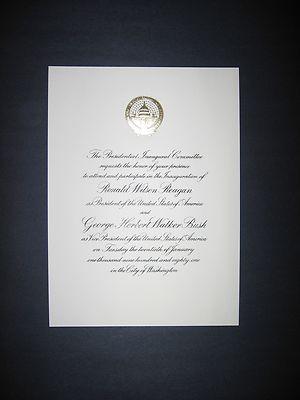 The Presidential Inaugural Committee
requests the honor of your presence
to attend and participate in the Inauguration of
Ronald Wilson Reagan
as President of the United States of America
and
George Herbert Walker Bush
as Vice President of the United States of America
on Tuesday the twentieth of January
one thousand nine hundred and eighty-one
in the City of Washington